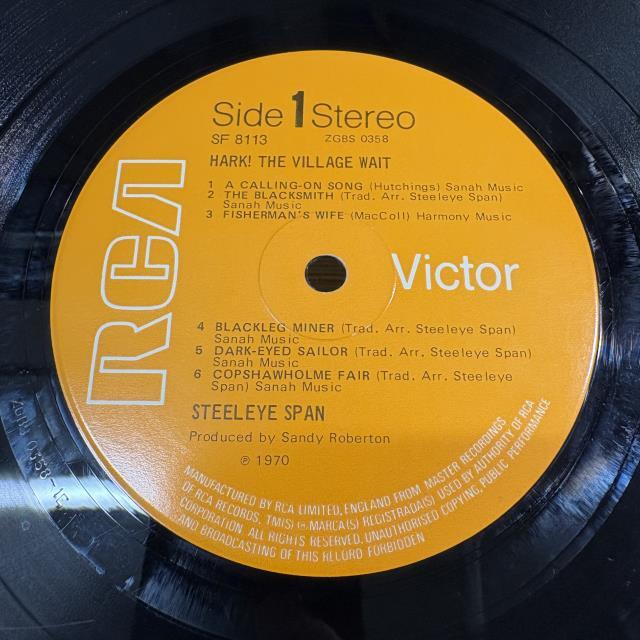 Side 1 Stereo
SF 8113 ZGBS 0358
HARK! THE VILLAGE WAIT
1 A CALLING-ON SONG (Hutchings) Sanah Music
2 THE BLACKSMITH (Trad. Arr. Steeleye Span)
Sanah Music
3 FISHERMAN'S WIFE (MacColl) Harmony Music
RCA
Victor
4 BLACKLEG MINER (Trad. Arr. Steeleye Span)
Sanah Music
5 DARK-EYED SAILOR (Trad. Arr. Steeleye Span)
Sanah Music
6 COPSHAWHOLME FAIR (Trad. Arr. Steeleye
Span) Sanah Music
STEELEYE SPAN
Produced by Sandy Roberton
℗ 1970
MANUFACTURED BY RCA LIMITED, ENGLAND FROM MASTER RECORDINGS
OF RCA RECORDS, TM(S) ® MARCA(S) REGISTRADA(S) USED BY AUTHORITY OF RCA
CORPORATION. ALL RIGHTS RESERVED. UNAUTHORISED COPYING, PUBLIC PERFORMANCE
AND BROADCASTING OF THIS RECORD FORBIDDEN